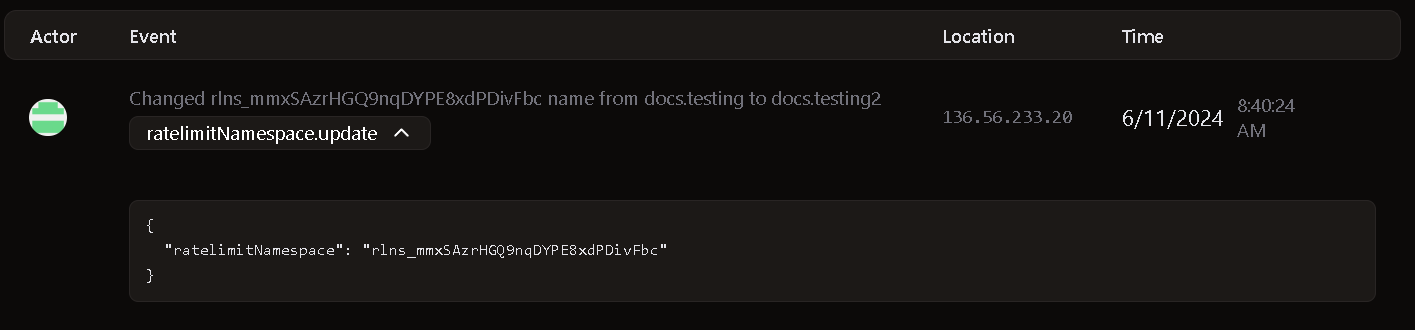 Actor Event Location Time
Changed rlns_mmxSAzrHGQ9nqDYPE8xdPDivFbc name from docs.testing to docs.testing2
ratelimitNamespace.update
136.56.233.20
6/11/2024
8:40:24
AM
{
"ratelimitNamespace": "rlns_mmxSAzrHGQ9nqDYPE8xdPDivFbc"
}